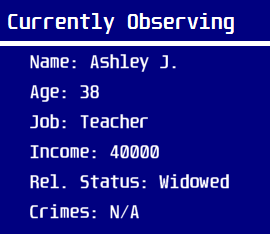 Currently Observing
Name: Ashley J.
Age: 38
Job: Teacher
Income: 40000
Rel. Status: Widowed
Crimes: N/A